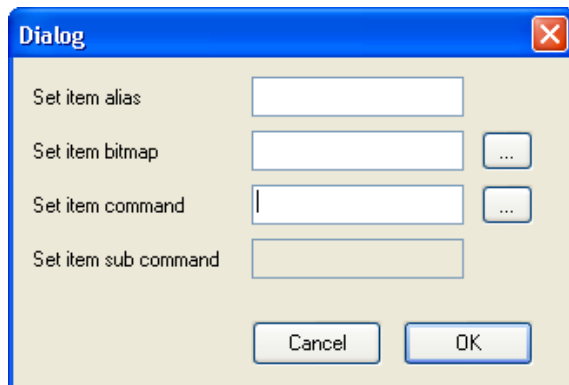 Dialog
Set item alias
Set item bitmap ...
Set item command ...
Set item sub command
Cancel OK